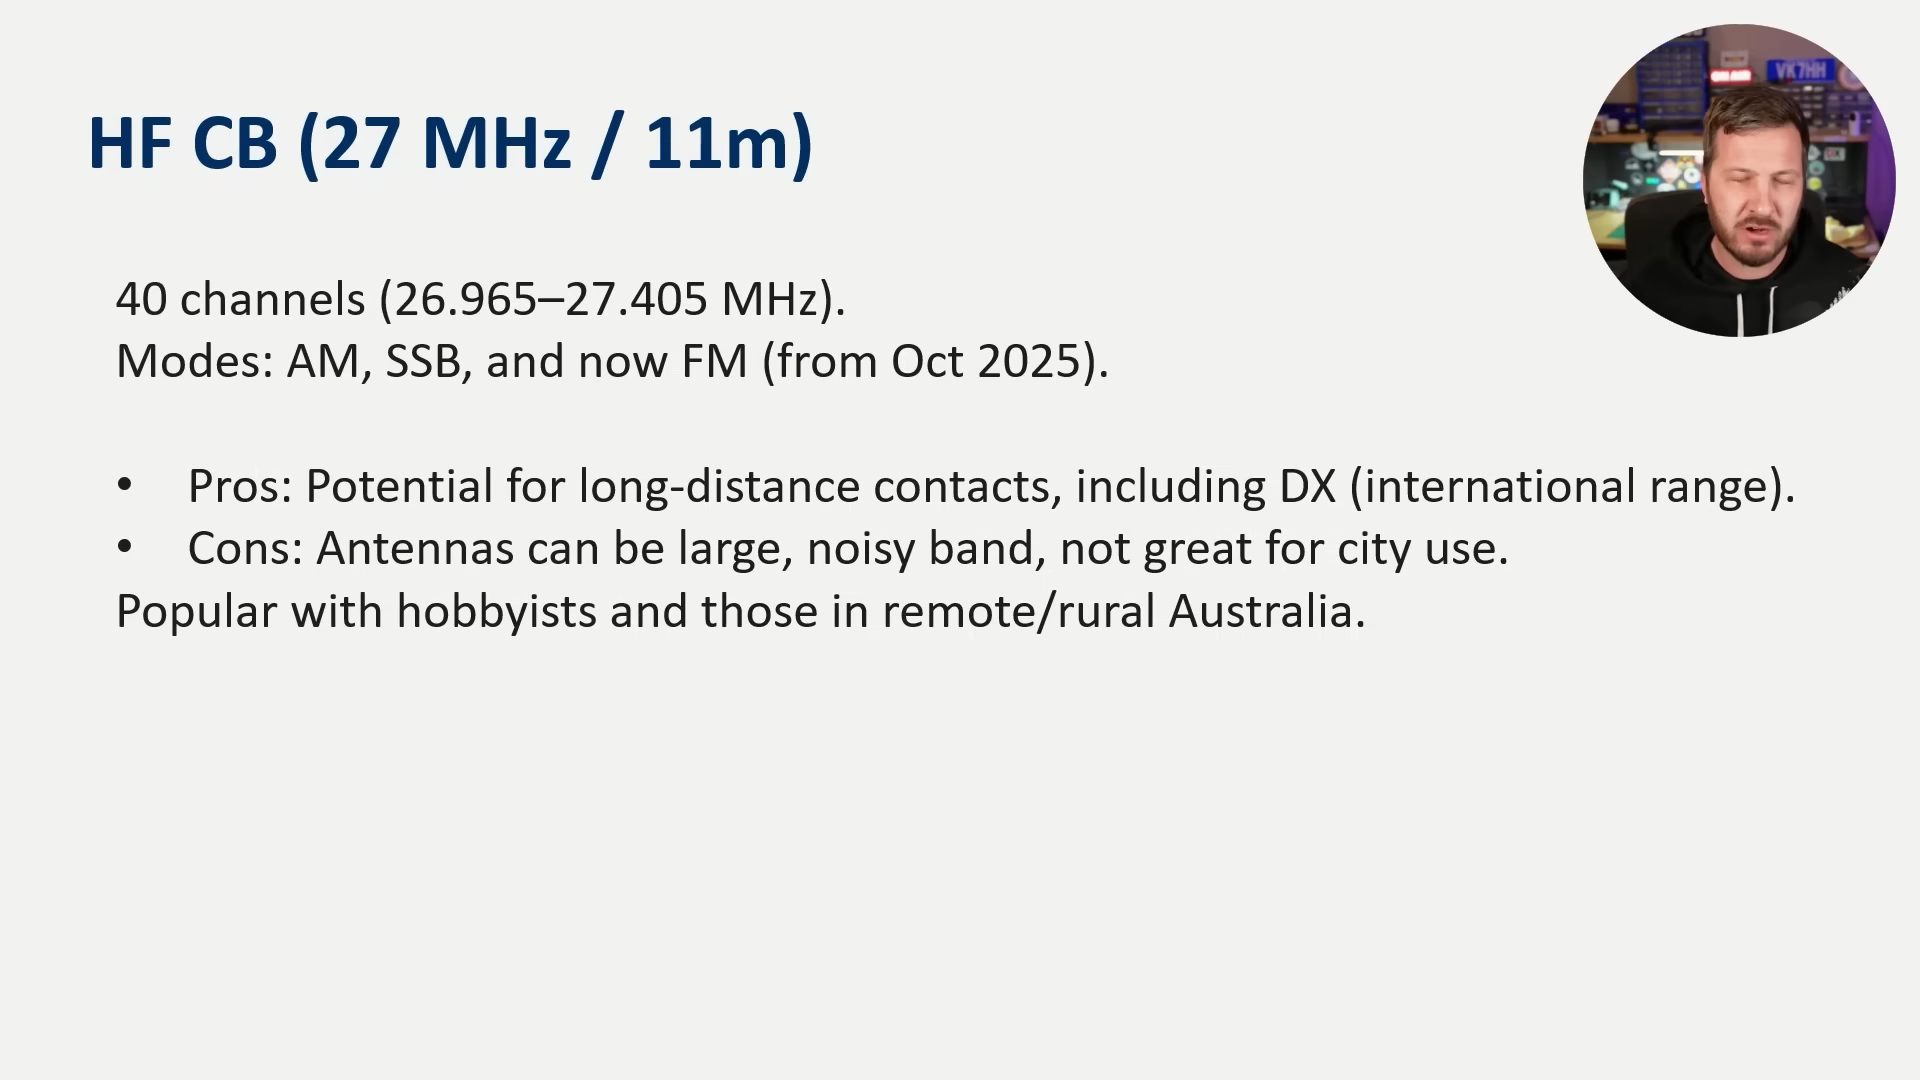 HF CB (27 MHz / 11m)
40 channels (26.965–27.405 MHz).
Modes: AM, SSB, and now FM (from Oct 2025).
• Pros: Potential for long-distance contacts, including DX (international range).
• Cons: Antennas can be large, noisy band, not great for city use.
Popular with hobbyists and those in remote/rural Australia.
ON AIR
VK7HH